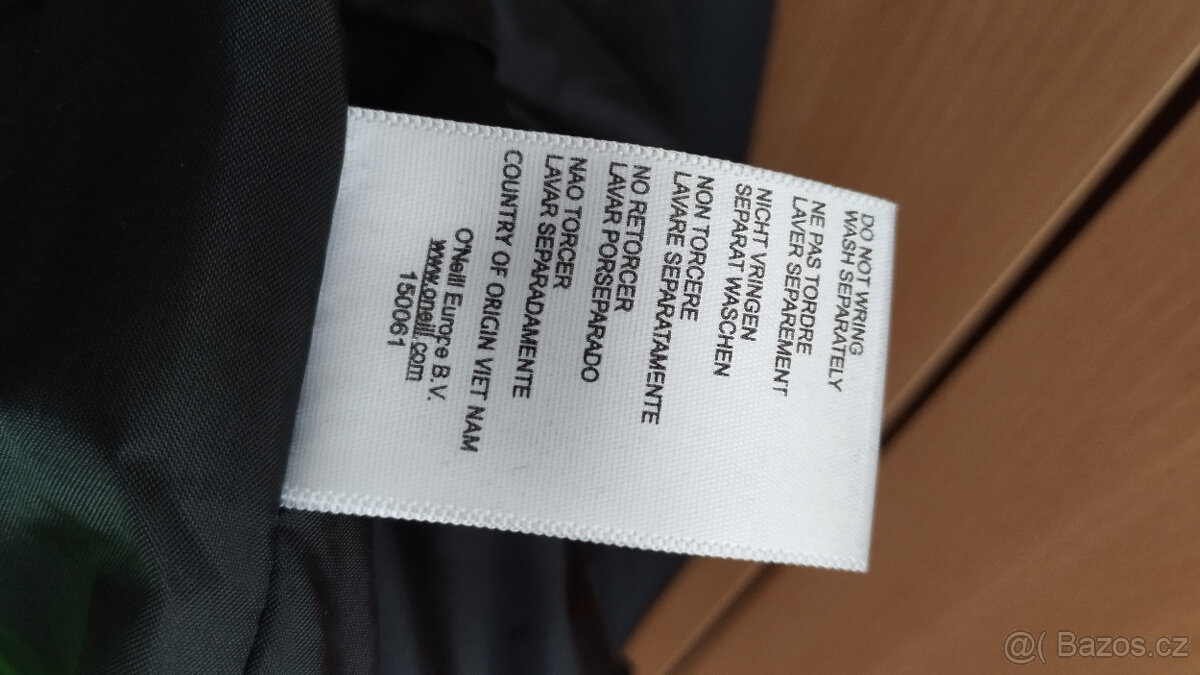 DO NOT WRING
WASH SEPARATELY
NE PAS TORDRE
LAVER SEPAREMENT
NICHT VRINGEN
SEPARAT WASCHEN
NON TORCERE
LAVARE SEPARATAMENTE
NO RETORCER
LAVAR PORSEPARADO
NAO TORCER
LAVAR SEPARADAMENTE
COUNTRY OF ORIGIN VIET NAM
O'Neill Europe B.V.
www.oneill.com
150061
@( Bazos.cz